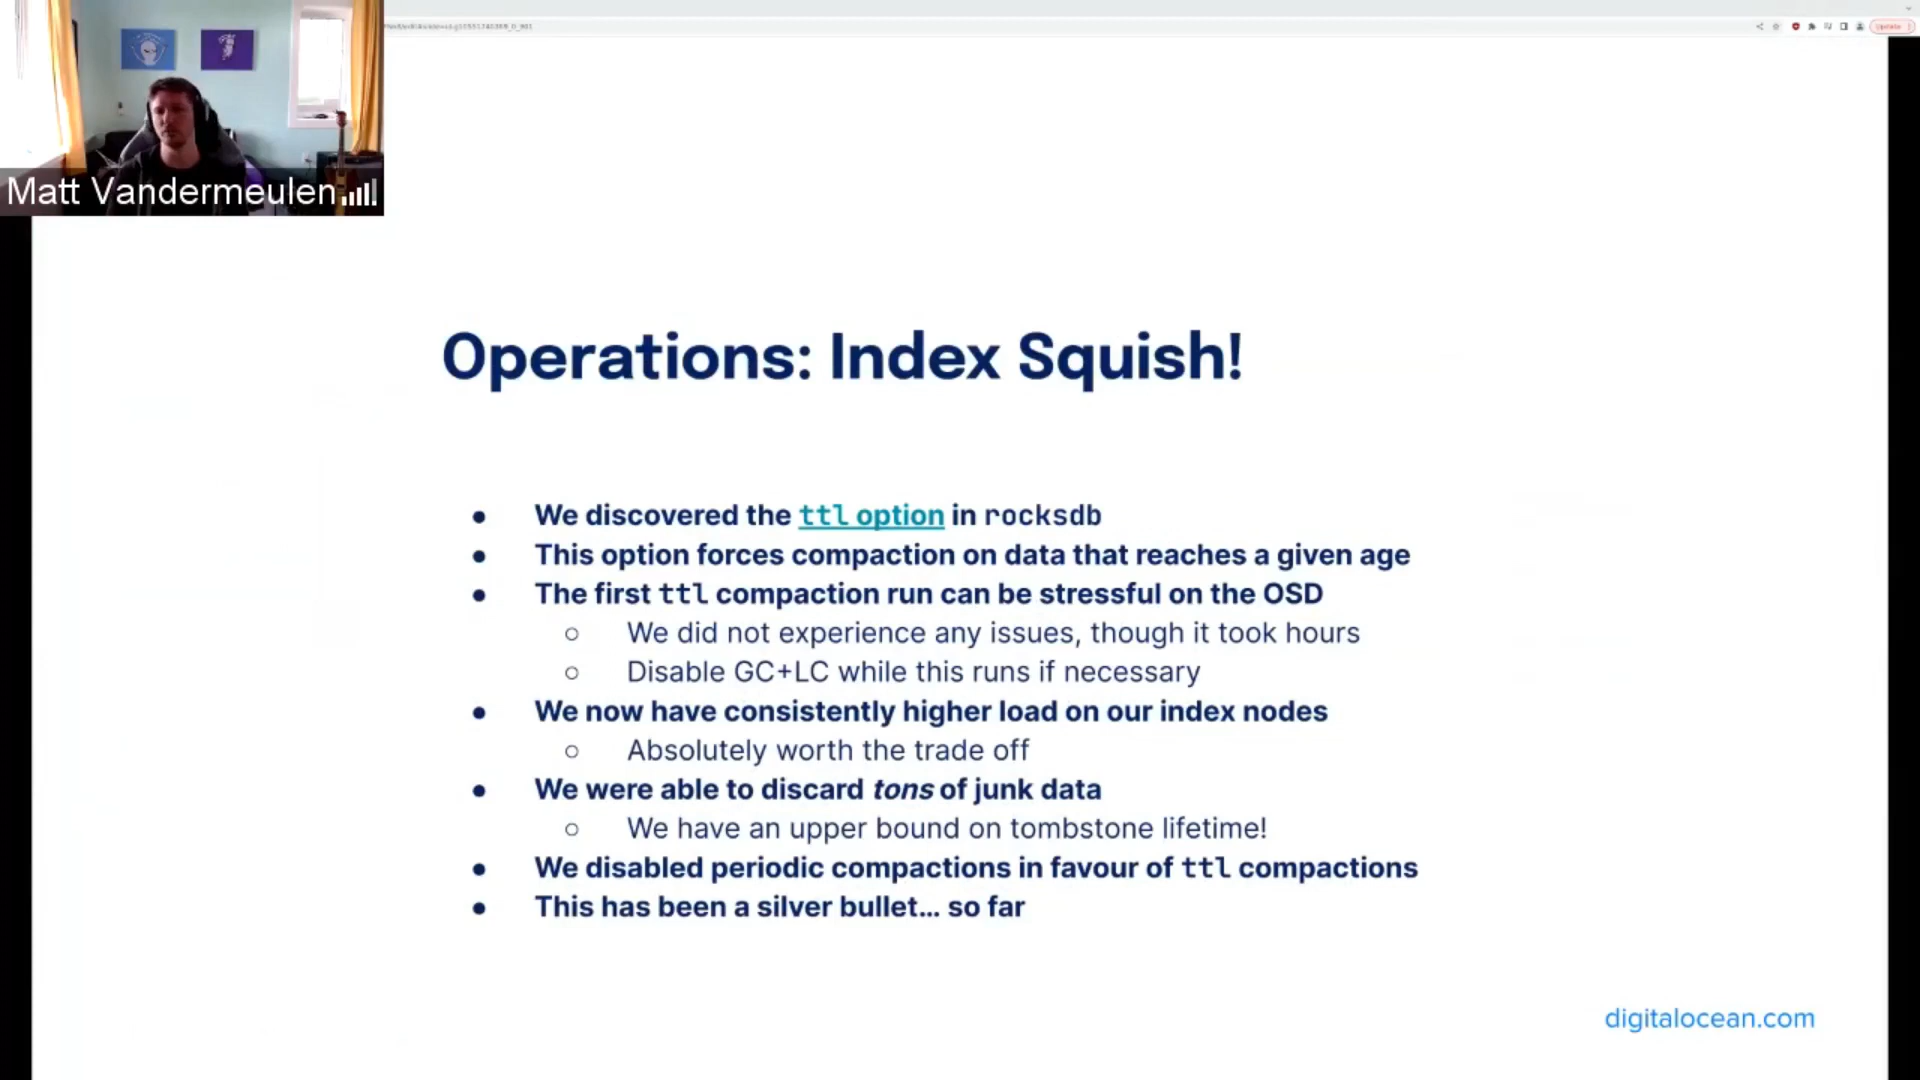 Update
Matt Vandermeulen
Operations: Index Squish!
● We discovered the ttl option in rocksdb
● This option forces compaction on data that reaches a given age
● The first ttl compaction run can be stressful on the OSD
○ We did not experience any issues, though it took hours
○ Disable GC+LC while this runs if necessary
● We now have consistently higher load on our index nodes
○ Absolutely worth the trade off
● We were able to discard tons of junk data
○ We have an upper bound on tombstone lifetime!
● We disabled periodic compactions in favour of ttl compactions
● This has been a silver bullet... so far
digitalocean.com